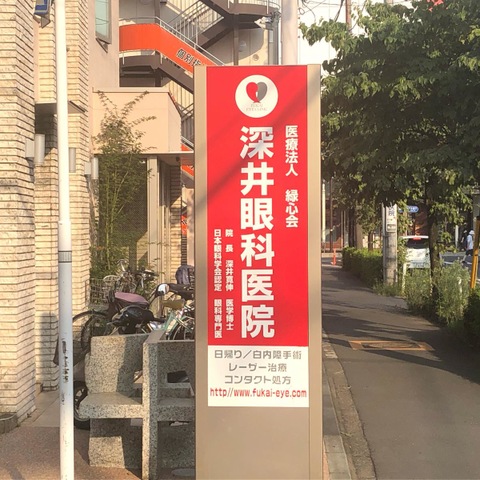 医療法人 緑心会
深井眼科医院
院長 深井寛伸 医学博士
日本眼科学会認定 眼科専門医
日帰り／白内障手術
レーザー治療
コンタクト処方
http//www.fukai-eye.com